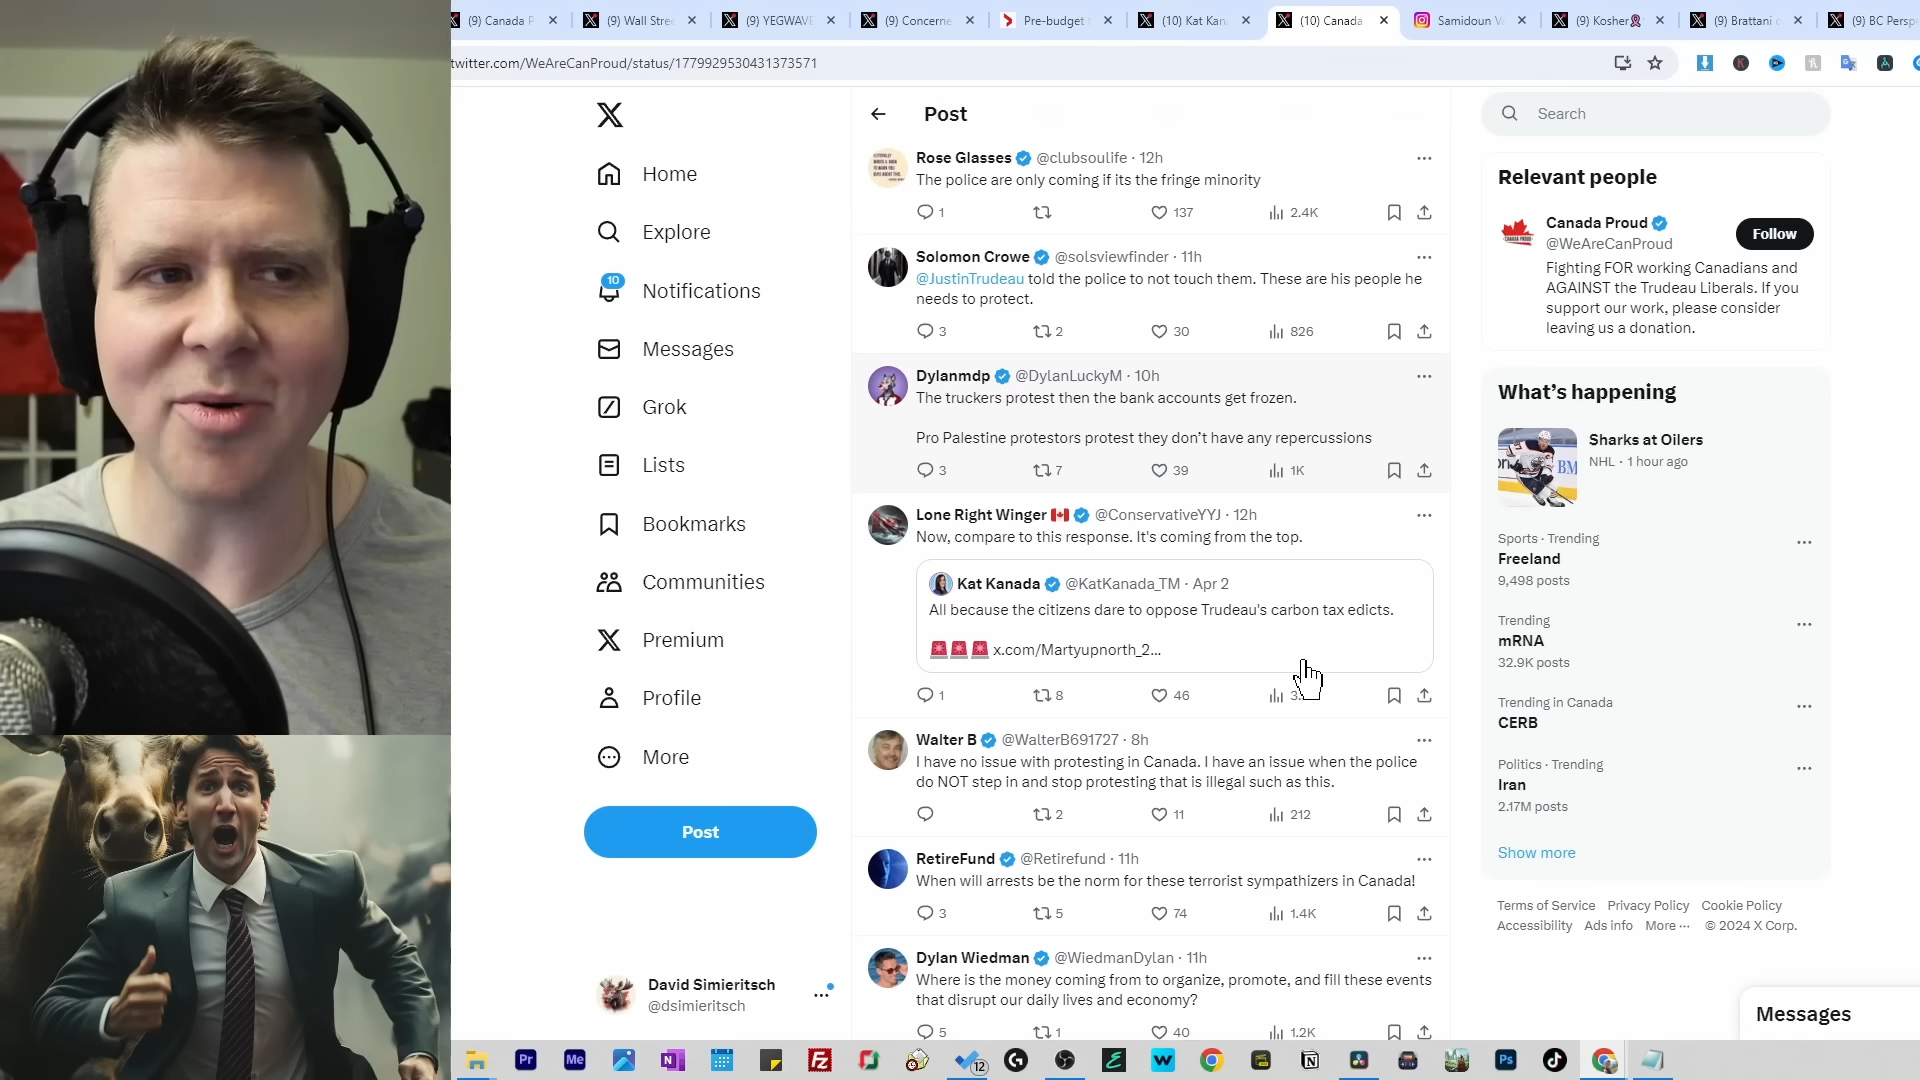 (9) Canada P
(9) Wall Stree
(9) YEGWAVE
(9) Concerne
Pre-budget
(10) Kat Kan
(10) Canada
Samidoun Va
(9) Kosher
(9) Brattani
(9) BC Persp
twitter.com/WeAreCanProud/status/1779929530431373571
Home
Explore
10
Notifications
Messages
Grok
Lists
Bookmarks
Communities
Premium
Profile
More
Post
David Simieritsch
@dsimieritsch
Post
Rose Glasses @clubsoulife · 12h
The police are only coming if its the fringe minority
1 137 2.4K
Solomon Crowe @solsviewfinder · 11h
@JustinTrudeau told the police to not touch them. These are his people he
needs to protect.
3 2 30 826
Dylanmdp @DylanLuckyM · 10h
The truckers protest then the bank accounts get frozen.
Pro Palestine protestors protest they don't have any repercussions
3 7 39 1K
Lone Right Winger 🇨🇦 @ConservativeYYJ · 12h
Now, compare to this response. It's coming from the top.
Kat Kanada @KatKanada_TM · Apr 2
All because the citizens dare to oppose Trudeau's carbon tax edicts.
🚨🚨🚨 x.com/Martyupnorth_2...
1 8 46
Walter B @WalterB691727 · 8h
I have no issue with protesting in Canada. I have an issue when the police
do NOT step in and stop protesting that is illegal such as this.
2 11 212
RetireFund @Retirefund · 11h
When will arrests be the norm for these terrorist sympathizers in Canada!
3 5 74 1.4K
Dylan Wiedman @WiedmanDylan · 11h
Where is the money coming from to organize, promote, and fill these events
that disrupt our daily lives and economy?
5 1 40 1.2K
Search
Relevant people
Canada Proud
@WeAreCanProud
Follow
Fighting FOR working Canadians and
AGAINST the Trudeau Liberals. If you
support our work, please consider
leaving us a donation.
What's happening
Sharks at Oilers
NHL · 1 hour ago
Sports · Trending
Freeland
9,498 posts
Trending
mRNA
32.9K posts
Trending in Canada
CERB
Politics · Trending
Iran
2.17M posts
Show more
Terms of Service Privacy Policy Cookie Policy
Accessibility Ads info More ··· © 2024 X Corp.
Messages
Pr
Me
N
Fz
12
E
W
Ps